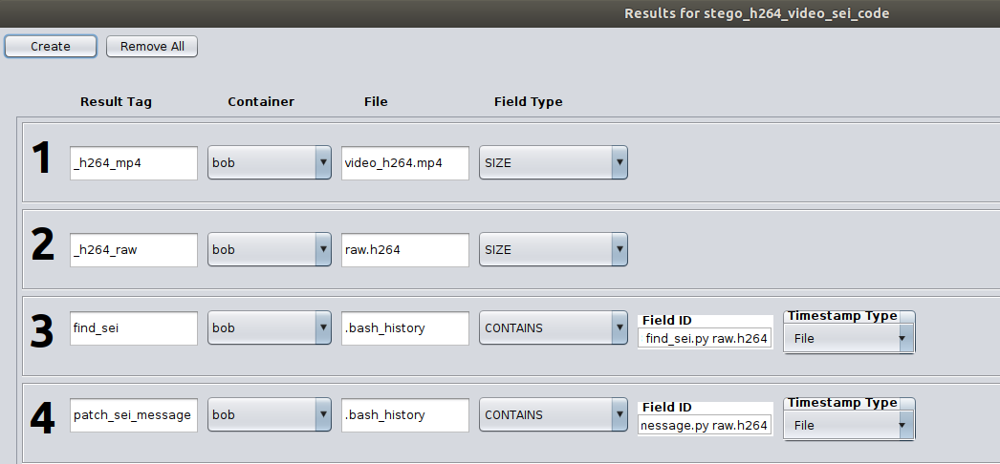 Results for stego_h264_video_sei_code
Create Remove All
Result Tag Container File Field Type
1 _h264_mp4 bob video_h264.mp4 SIZE
2 _h264_raw bob raw.h264 SIZE
Field ID Timestamp Type
3 find_sei bob .bash_history CONTAINS find_sei.py raw.h264 File
Field ID Timestamp Type
4 patch_sei_message bob .bash_history CONTAINS nessage.py raw.h264 File